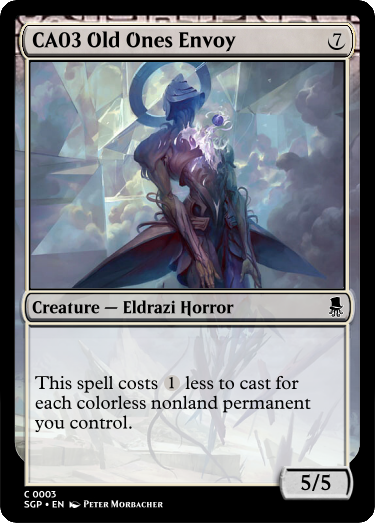 CA03 Old Ones Envoy 7
Creature — Eldrazi Horror
This spell costs 1 less to cast for
each colorless nonland permanent
you control.
5/5
C 0003
SGP • EN Peter Morbacher